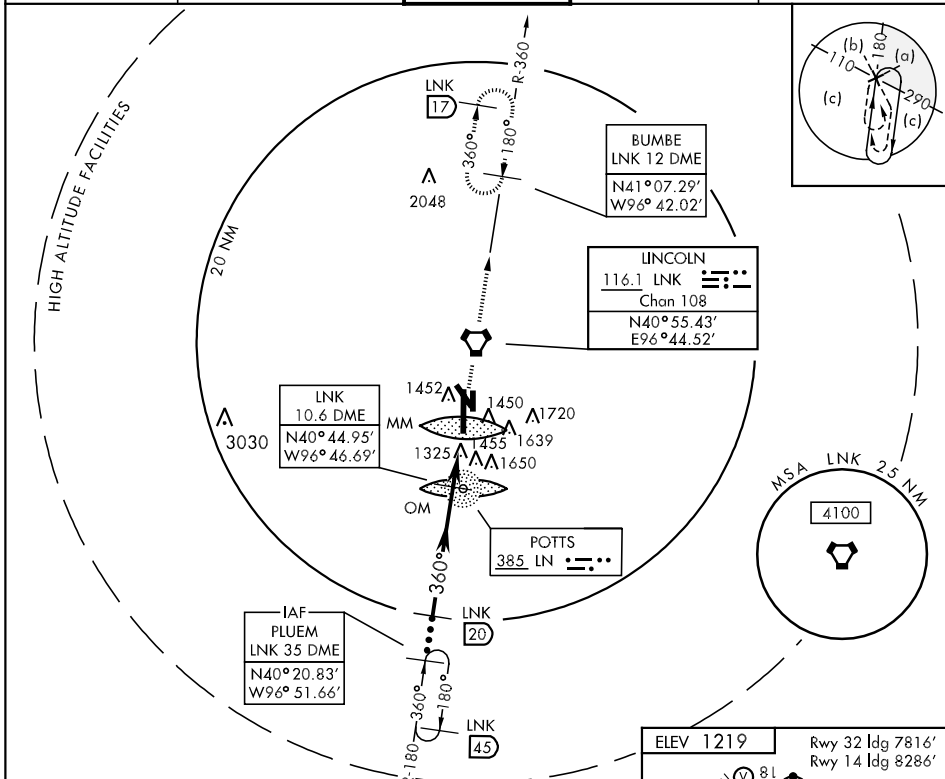 R-360
LNK
17
360°
180°
2048
HIGH ALTITUDE FACILITIES
20 NM
(b)
180
(a)
110
(c)
290
(c)
BUMBE
LNK 12 DME
N41° 07.29'
W96° 42.02'
LINCOLN
116.1 LNK
Chan 108
N40° 55.43'
E96° 44.52'
LNK
10.6 DME
N40° 44.95'
W96° 46.69'
3030
1452
1450
1720
MM
1639
1455
1325
1650
OM
POTTS
385 LN
MSA LNK 25 NM
4100
360°
LNK
20
IAF
PLUEM
LNK 35 DME
N40° 20.83'
W96° 51.66'
360°
180°
LNK
45
R-180
ELEV 1219
Rwy 32 ldg 7816'
Rwy 14 ldg 8286'
A
18